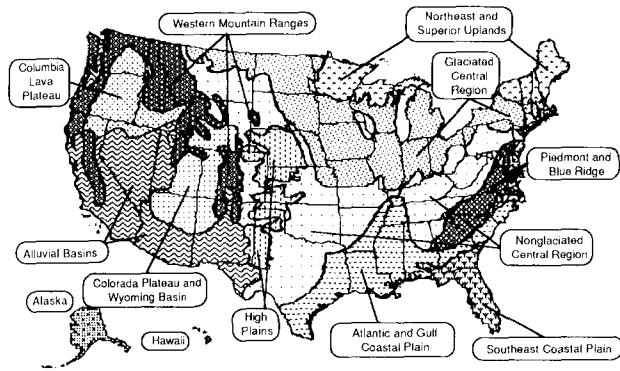 Western Mountain Ranges
Northeast and
Superior Uplands
Columbia
Lava
Plateau
Glaciated
Central
Region
Piedmont and
Blue Ridge
Alluvial Basins
Colorada Plateau and
Wyoming Basin
Nonglaciated
Central Region
Alaska
Hawaii
High
Plains
Atlantic and Gulf
Coastal Plain
Southeast Coastal Plain